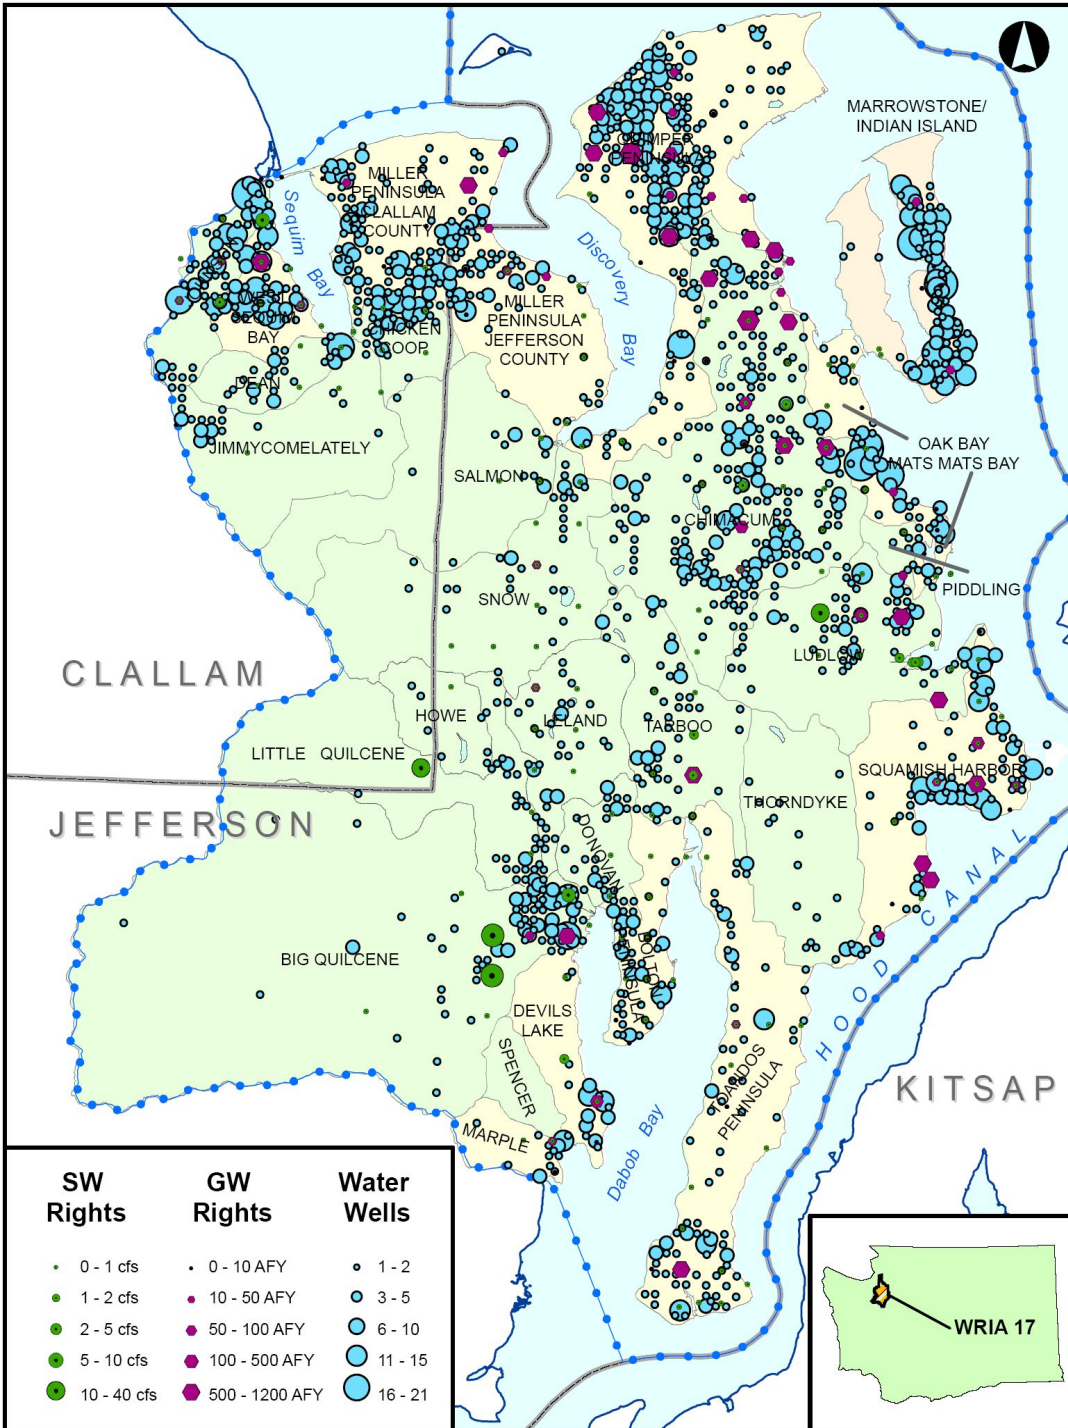 MARROWSTONE/
INDIAN ISLAND
QUIMPER
PENINSULA
MILLER
PENINSULA
CLALLAM
COUNTY
Sequim Bay
Discovery Bay
MILLER
PENINSULA
JEFFERSON
COUNTY
WEST
SEQUIM
BAY
CHICKEN
COOP
DEAN
JIMMYCOMELATELY
OAK BAY
MATS MATS BAY
SALMON
CHIMACUM
PIDDLING
SNOW
LUDLOW
CLALLAM
HOWE
LELAND
TARBOO
LITTLE QUILCENE
SQUAMISH HARBOR
THORNDYKE
JEFFERSON
DONOVAN
HOOD CANAL
BIG QUILCENE
BOLTON
PENINSULA
DEVILS
LAKE
SPENCER
TOANDOS
PENINSULA
KITSAP
MARPLE
Dabob Bay
SW
Rights
GW
Rights
Water
Wells
0 - 1 cfs
0 - 10 AFY
1 - 2
1 - 2 cfs
10 - 50 AFY
3 - 5
2 - 5 cfs
50 - 100 AFY
6 - 10
5 - 10 cfs
100 - 500 AFY
11 - 15
10 - 40 cfs
500 - 1200 AFY
16 - 21
WRIA 17